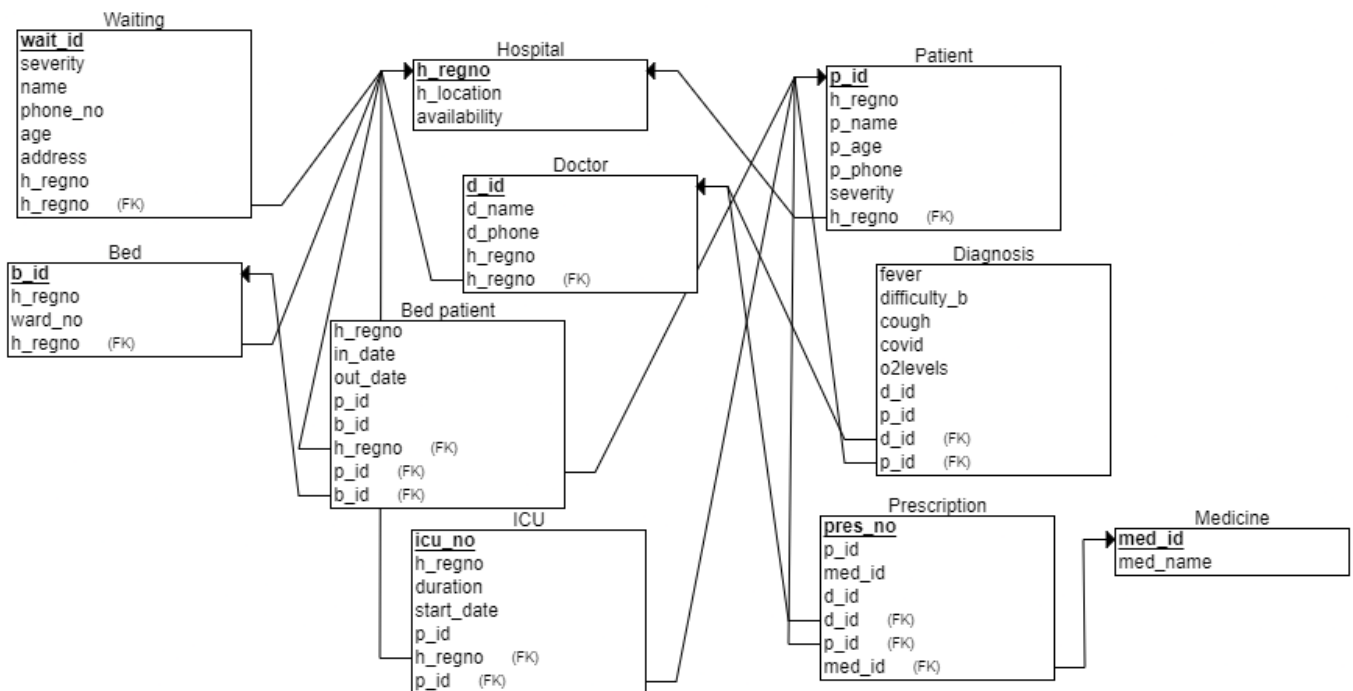 Waiting
wait_id
severity
name
phone_no
age
address
h_regno
h_regno (FK)
Hospital
h_regno
h_location
availability
Patient
p_id
h_regno
p_name
p_age
p_phone
severity
h_regno (FK)
Doctor
d_id
d_name
d_phone
h_regno
h_regno (FK)
Bed
b_id
h_regno
ward_no
h_regno (FK)
Diagnosis
fever
difficulty_b
cough
covid
o2levels
d_id
p_id
d_id (FK)
p_id (FK)
Bed patient
h_regno
in_date
out_date
p_id
b_id
h_regno (FK)
p_id (FK)
b_id (FK)
ICU
icu_no
h_regno
duration
start_date
p_id
h_regno (FK)
p_id (FK)
Prescription
pres_no
p_id
med_id
d_id
d_id (FK)
p_id (FK)
med_id (FK)
Medicine
med_id
med_name